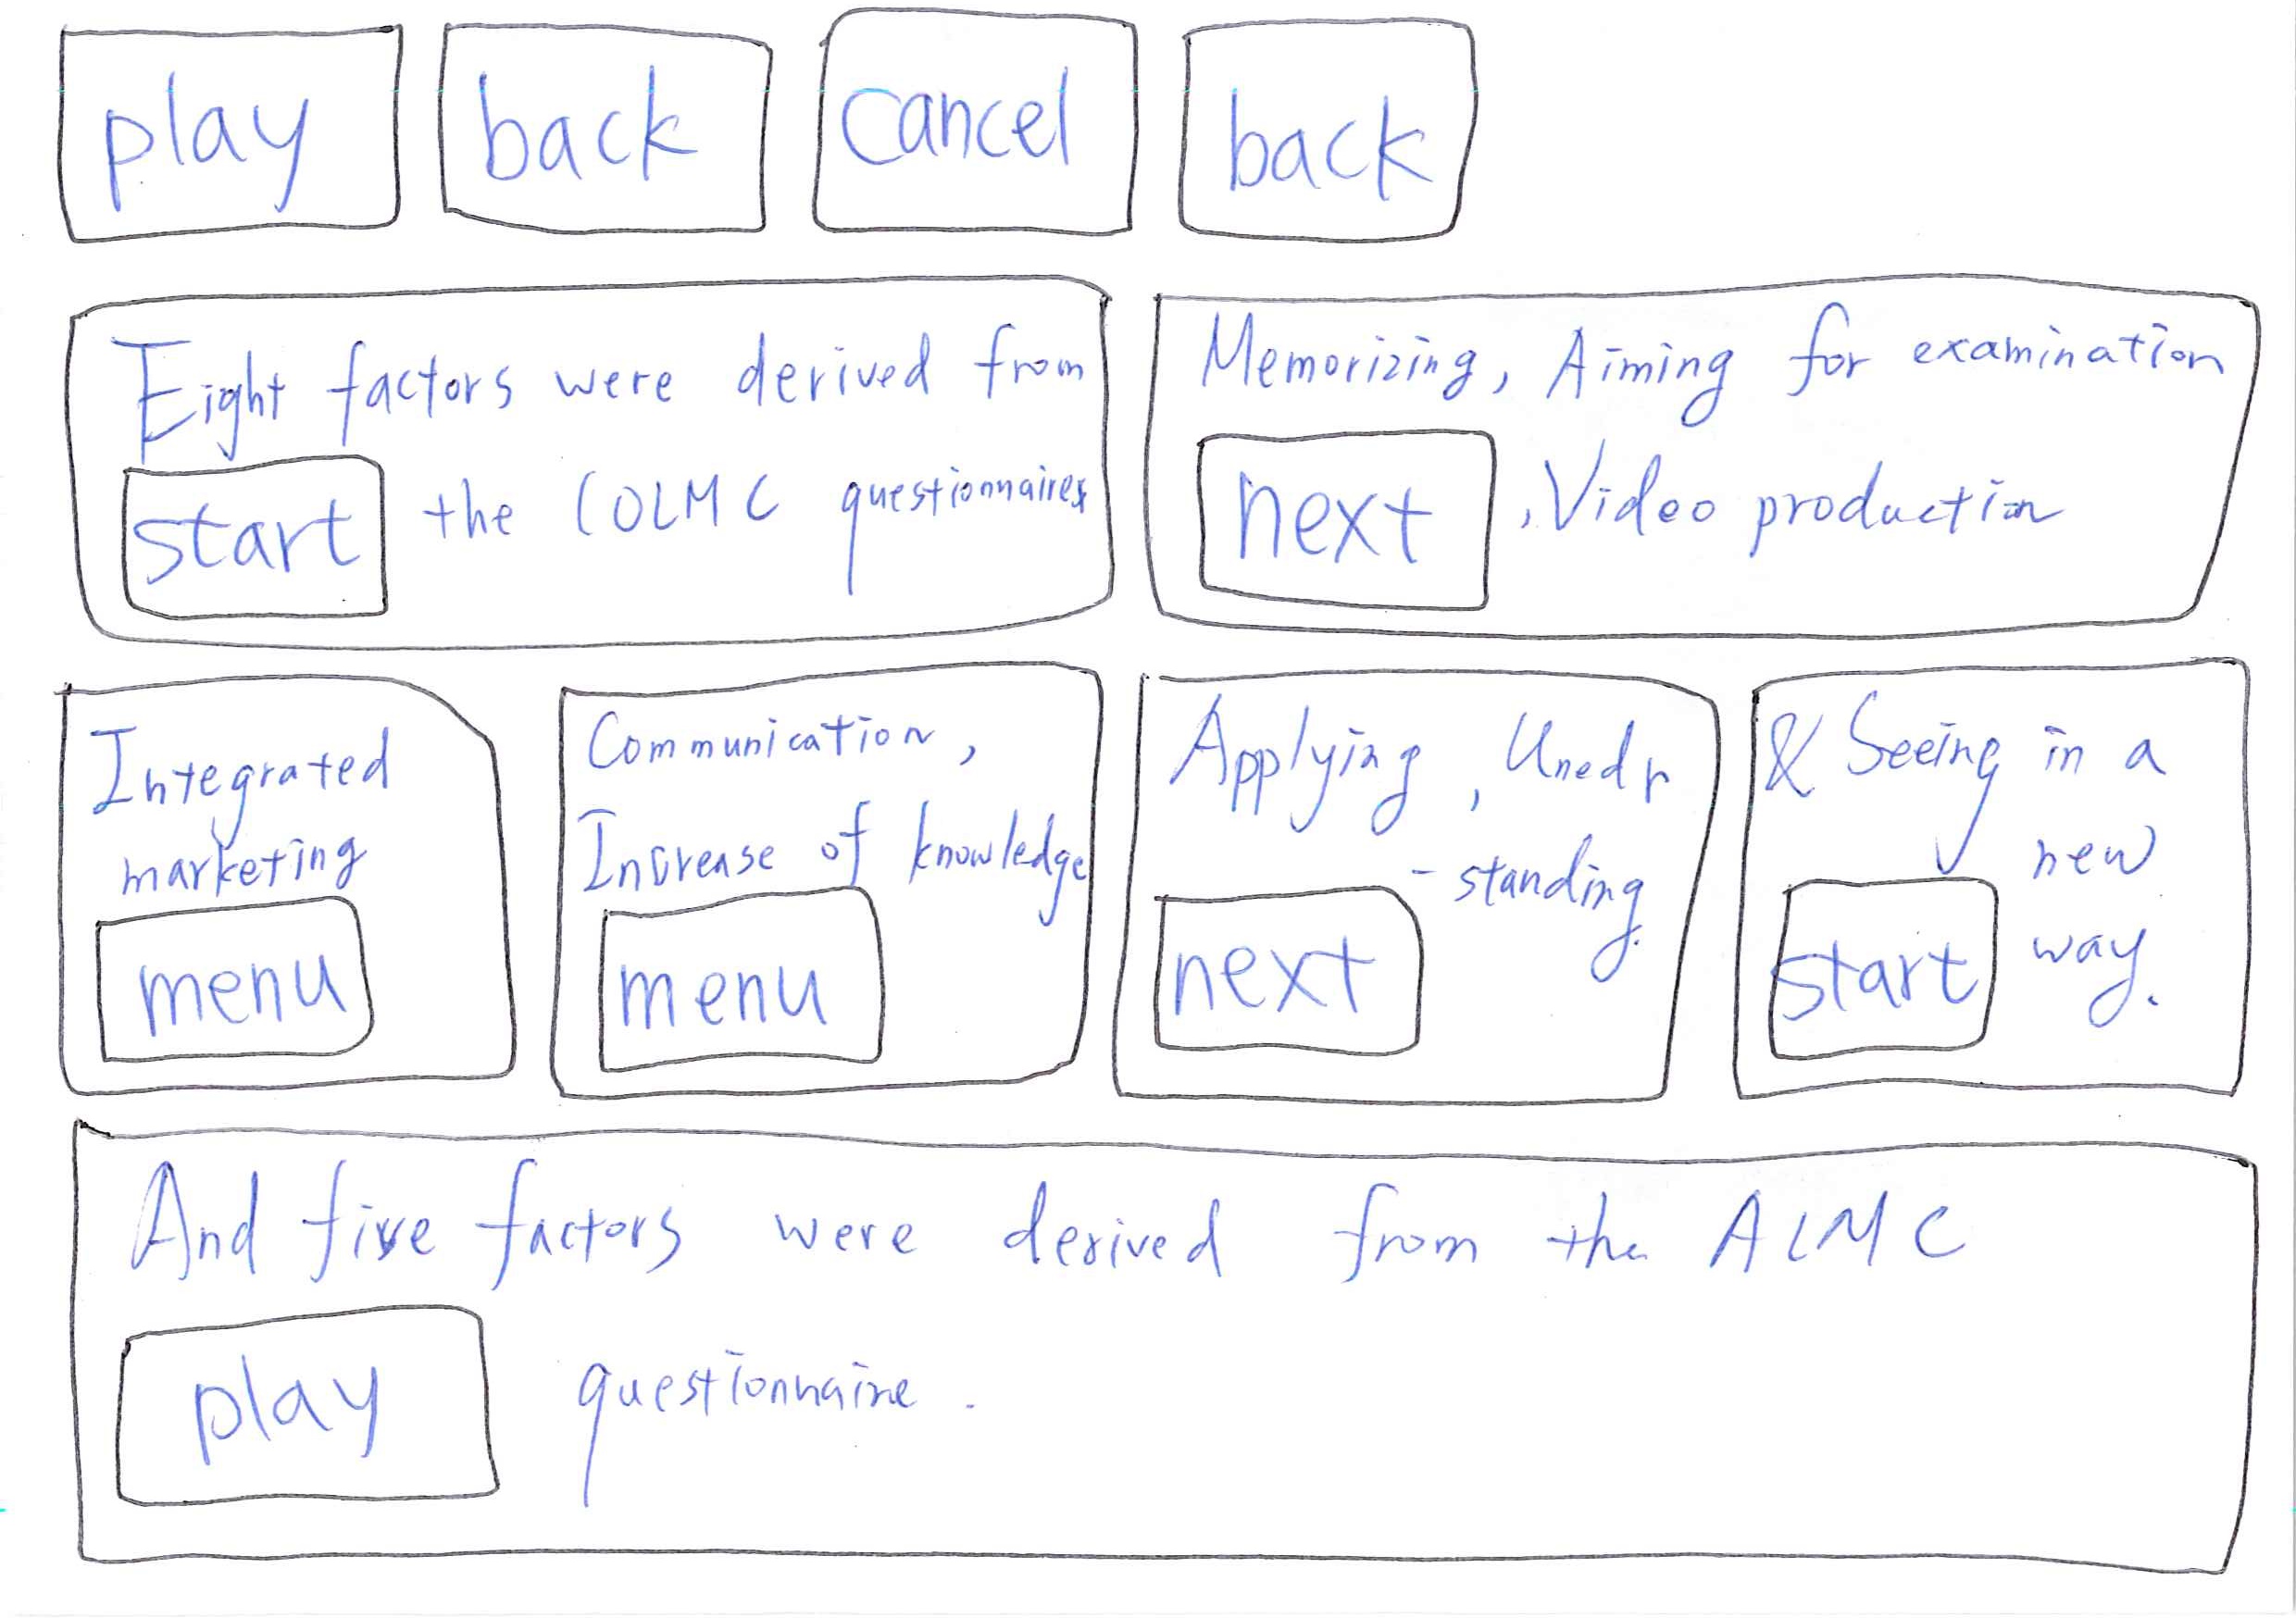 play back cancel back
Eight factors were derived from
start the COLMC questionnaires
Memorizing, Aiming for examination
next , Video production
Integrated
marketing
menu
Communication,
Increase of knowledge
menu
Applying, Unedr
-standing.
next
& Seeing in a
new
start way.
And five factors were derived from the ALMC
play questionnaire.